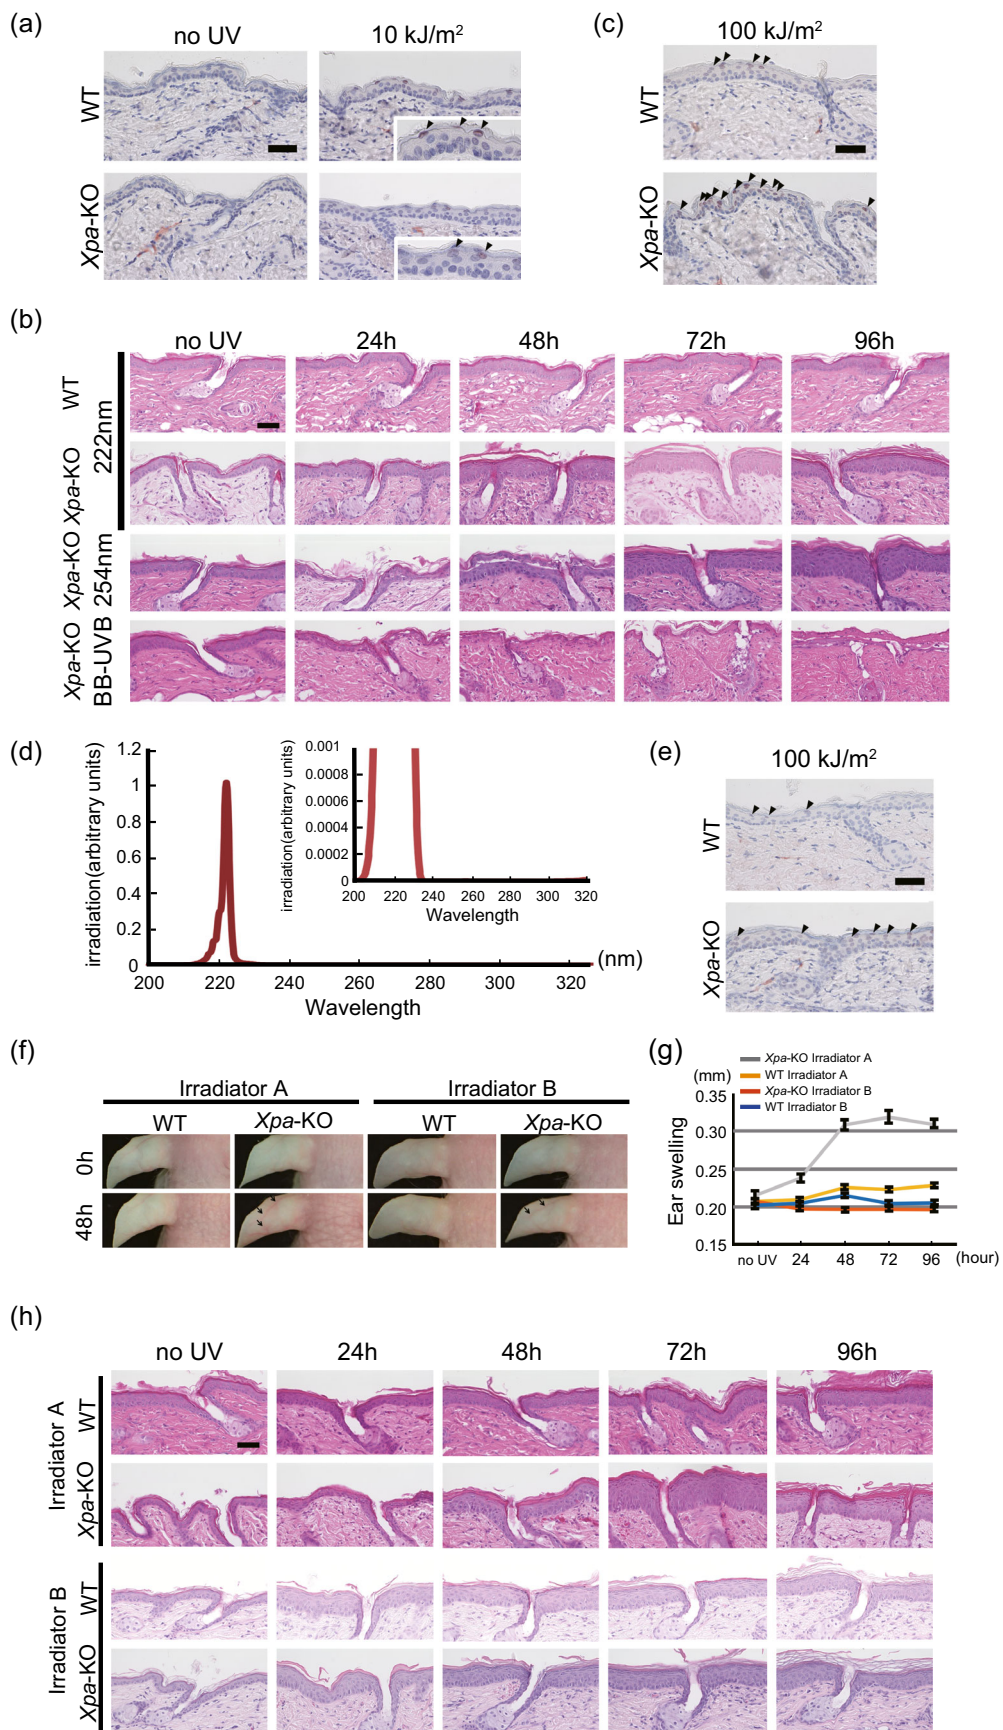 (a)
no UV
10 kJ/m²
WT
Xpa-KO
(c)
100 kJ/m²
WT
Xpa-KO
(b)
no UV
24h
48h
72h
96h
WT
Xpa-KO
222nm
Xpa-KO
254nm
Xpa-KO
BB-UVB
(d)
irradiation(arbitrary units)
1.2
1
0.8
0.6
0.4
0.2
0
200
220
240
260
280
300
320
(nm)
Wavelength
irradiation(arbitrary units)
0.001
0.0008
0.0006
0.0004
0.0002
0
200
220
240
260
280
300
320
Wavelength
(e)
100 kJ/m²
WT
Xpa-KO
(f)
Irradiator A
Irradiator B
WT
Xpa-KO
WT
Xpa-KO
0h
48h
(g)
Xpa-KO Irradiator A
WT Irradiator A
Xpa-KO Irradiator B
WT Irradiator B
(mm)
0.35
0.30
0.25
0.20
0.15
Ear swelling
no UV
24
48
72
96
(hour)
(h)
no UV
24h
48h
72h
96h
Irradiator A
WT
Xpa-KO
Irradiator B
WT
Xpa-KO